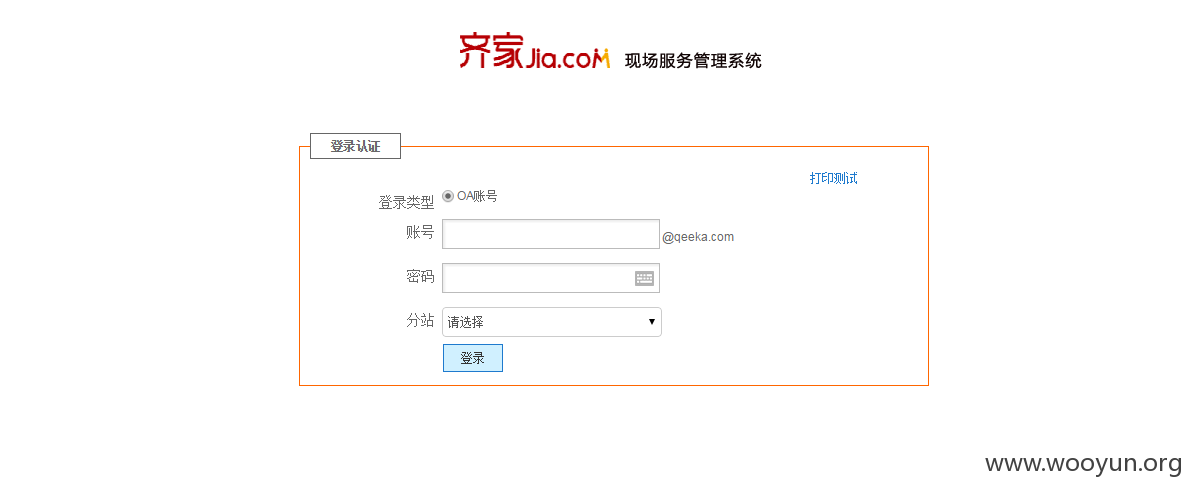 齐家Jia.com 现场服务管理系统
登录认证
打印测试
登录类型 OA账号
账号 @qeeka.com
密码
分站 请选择
登录
www.wooyun.org